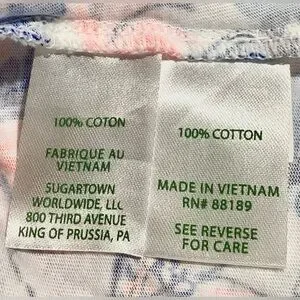 100% COTON
FABRIQUE AU
VIETNAM
SUGARTOWN
WORLDWIDE, LLC
800 THIRD AVENUE
KING OF PRUSSIA, PA
100% COTTON
MADE IN VIETNAM
RN# 88189
SEE REVERSE
FOR CARE